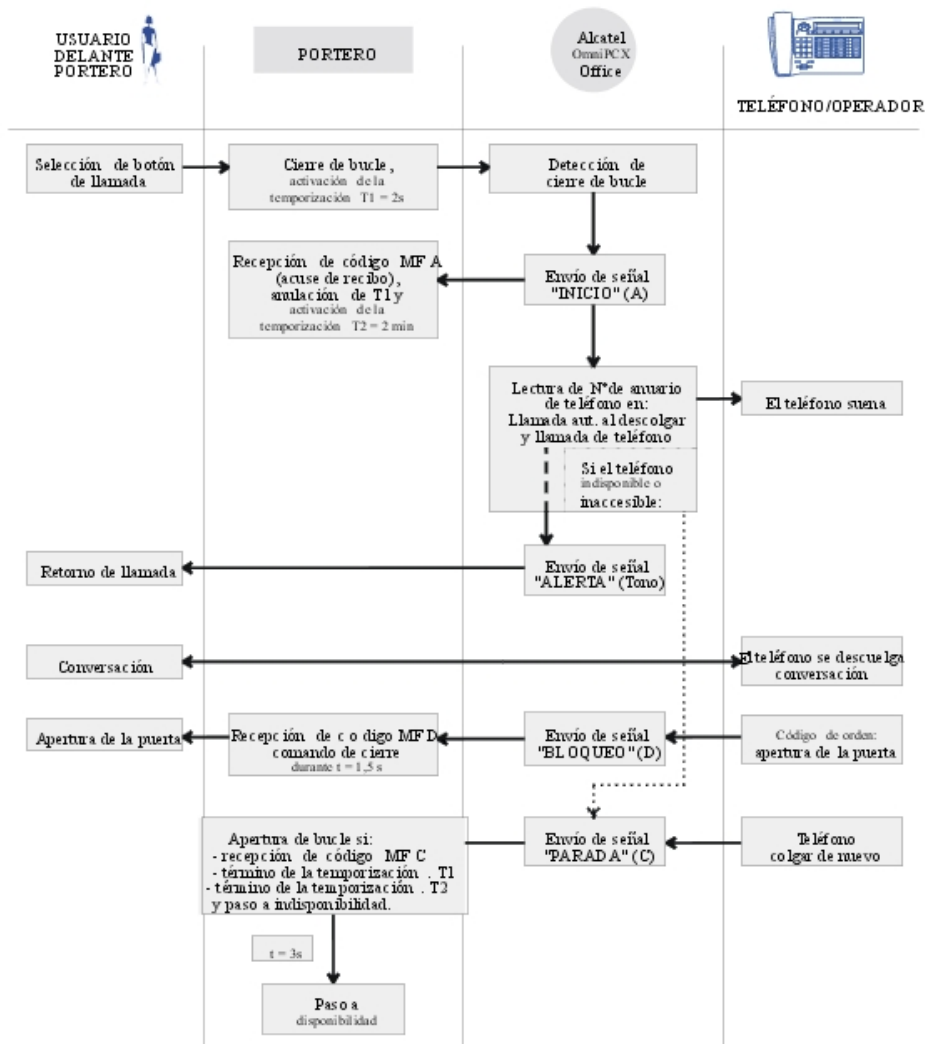 USUARIO
DELANTE
PORTERO
PORTERO
Alcatel
OmniPCX
Office
TELÉFONO/OPERADOR
Selección de botón
de llamada
Cierre de bucle,
activación de la
temporización T1 = 2s
Detección de
cierre de bucle
Recepción de código MF A
(acuse de recibo),
anulación de T1 y
activación de la
temporización T2 = 2 min
Envío de señal
"INICIO" (A)
Lectura de N° de anuario
de teléfono en:
Llamada aut. al descolgar
y llamada de teléfono
El teléfono suena
Si el teléfono
indisponible o
inaccesible:
Retorno de llamada
Envío de señal
"ALERTA" (Tono)
Conversación
El teléfono se descuelga
conversación
Apertura de la puerta
Recepción de c o digo MF D
comando de cierre
durante t = 1,5 s
Envío de señal
"BLOQUEO" (D)
Código de orden:
apertura de la puerta
Apertura de bucle si:
- recepción de código MF C
- término de la temporización . T1
- término de la temporización . T2
y paso a indisponibilidad.
Envío de señal
"PARADA" (C)
Teléfono
colgar de nuevo
t = 3s
Paso a
disponibilidad